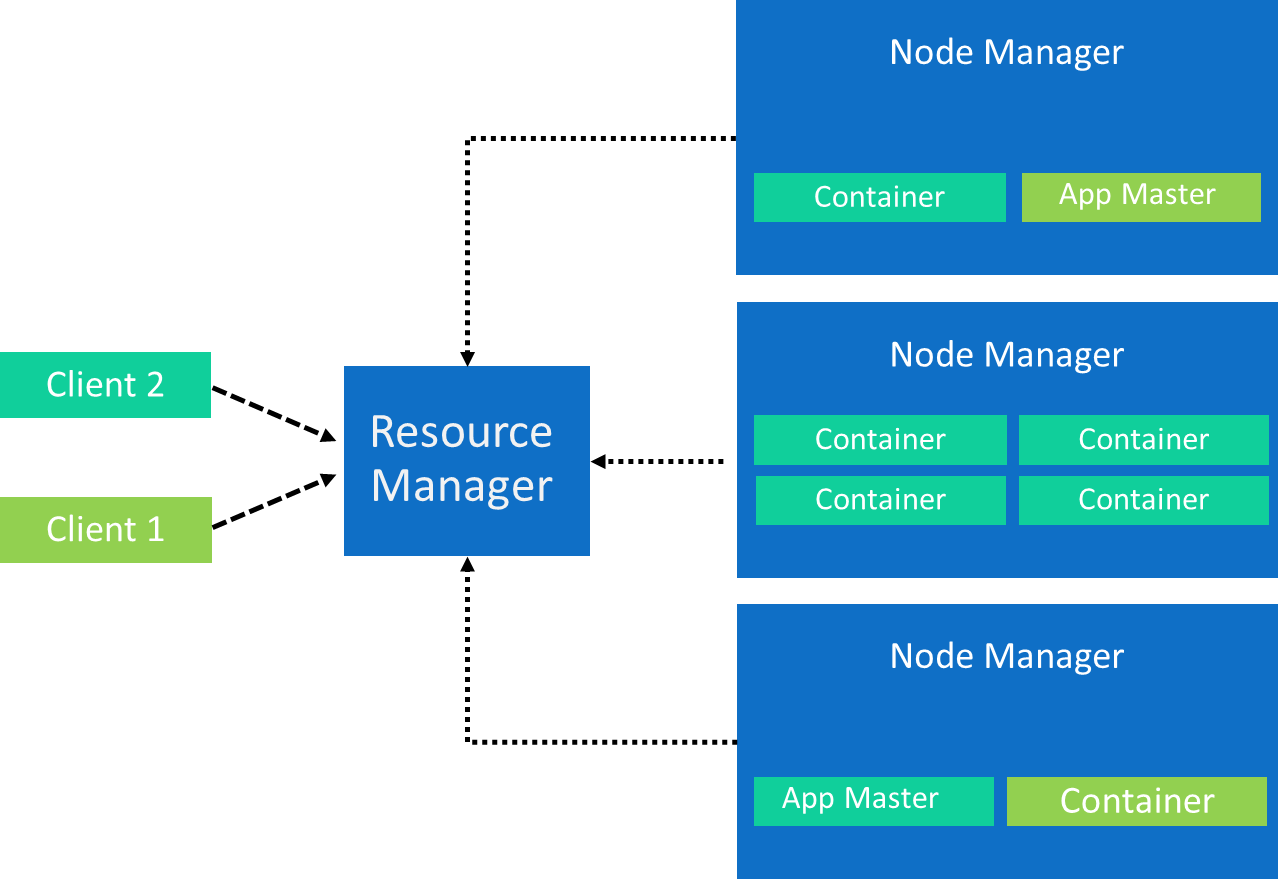 Node Manager
Container
App Master
Client 2
Client 1
Resource
Manager
Node Manager
Container
Container
Container
Container
Node Manager
App Master
Container